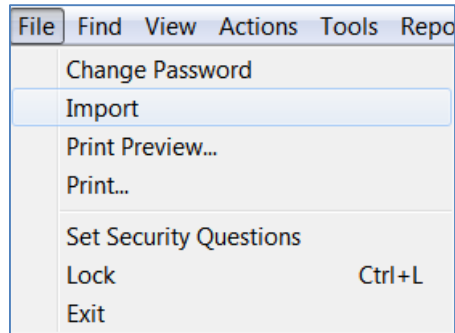 File Find View Actions Tools Repo
Change Password
Import
Print Preview...
Print...
Set Security Questions
Lock Ctrl+L
Exit